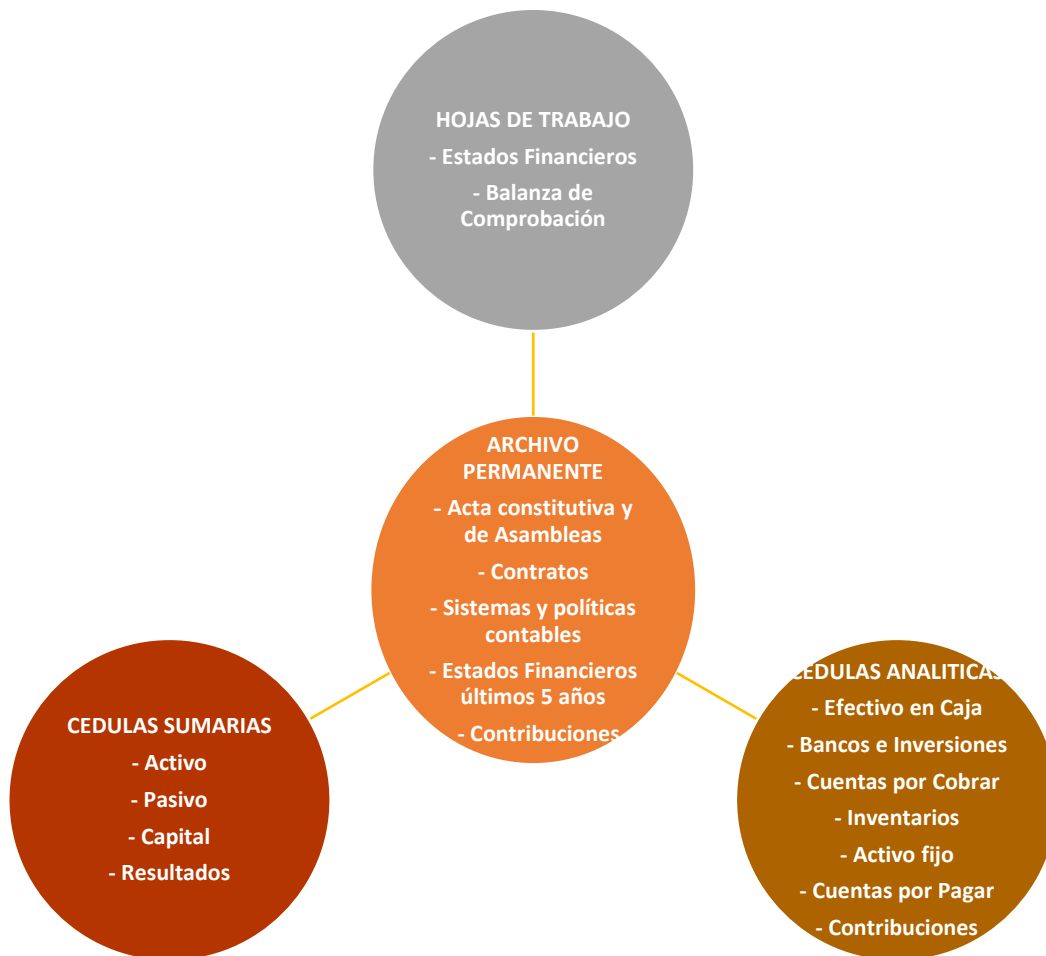 HOJAS DE TRABAJO
- Estados Financieros
- Balanza de
Comprobación
ARCHIVO
PERMANENTE
- Acta constitutiva y
de Asambleas
- Contratos
- Sistemas y políticas
contables
- Estados Financieros
últimos 5 años
- Contribuciones
CEDULAS SUMARIAS
- Activo
- Pasivo
- Capital
- Resultados
CEDULAS ANALITICAS
- Efectivo en Caja
- Bancos e Inversiones
- Cuentas por Cobrar
- Inventarios
- Activo fijo
- Cuentas por Pagar
- Contribuciones